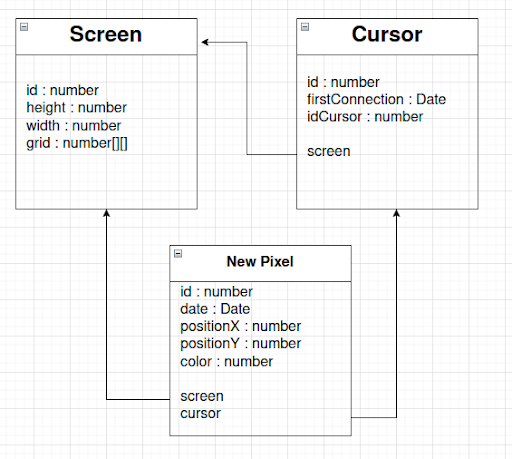 Screen
id : number
height : number
width : number
grid : number[][]
Cursor
id : number
firstConnection : Date
idCursor : number
screen
New Pixel
id : number
date : Date
positionX : number
positionY : number
color : number
screen
cursor